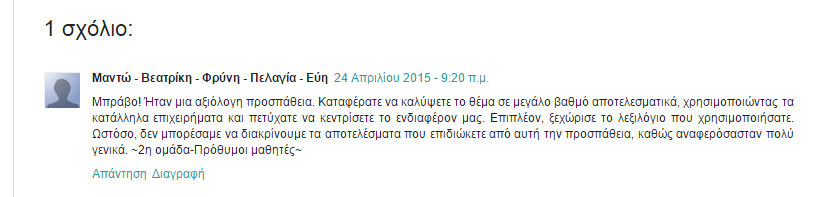 1 σχόλιο:
Μαντώ - Βεατρίκη - Φρύνη - Πελαγία - Εύη 24 Απριλίου 2015 - 9:20 π.μ.
Μπράβο! Ήταν μια αξιόλογη προσπάθεια. Καταφέρατε να καλύψετε το θέμα σε μεγάλο βαθμό αποτελεσματικά, χρησιμοποιώντας τα
κατάλληλα επιχειρήματα και πετύχατε να κεντρίσετε το ενδιαφέρον μας. Επιπλέον, ξεχώρισε το λεξιλόγιο που χρησιμοποιήσατε.
Ωστόσο, δεν μπορέσαμε να διακρίνουμε τα αποτελέσματα που επιδιώκετε από αυτή την προσπάθεια, καθώς αναφερόσασταν πολύ
γενικά. ~2η ομάδα-Πρόθυμοι μαθητές~
Απάντηση Διαγραφή